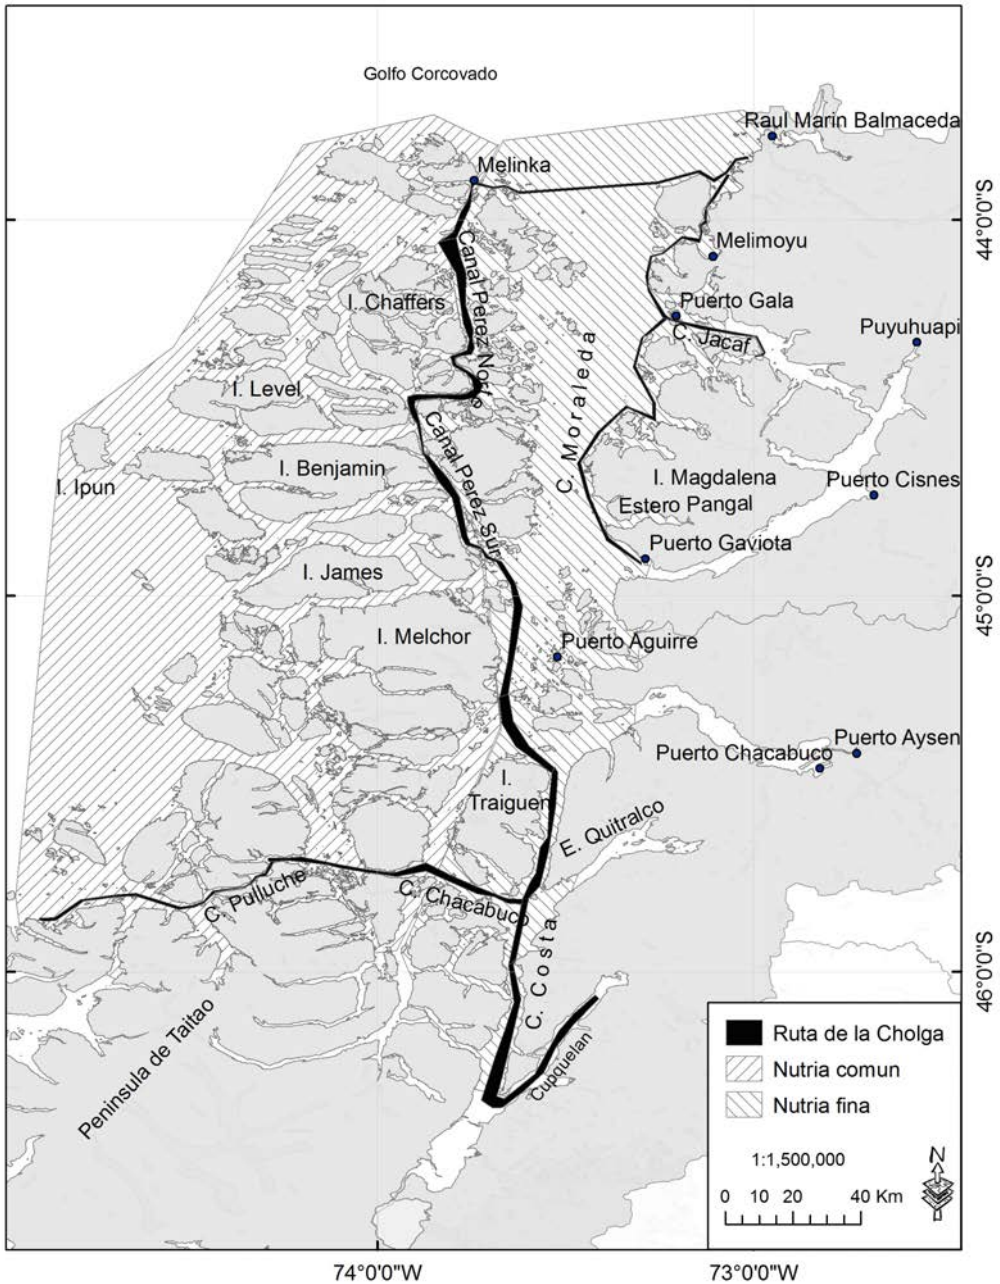 Golfo Corcovado
Raul Marin Balmaceda
Melinka
44°0'0"S
Melimoyu
Canal Perez Norte
I. Chaffers
Puerto Gala
C. Jacaf
Puyuhuapi
I. Level
C. Moraleda
Canal Perez Sur
I. Benjamin
I. Ipun
I. Magdalena
Puerto Cisnes
Estero Pangal
Puerto Gaviota
I. James
45°0'0"S
I. Melchor
Puerto Aguirre
Puerto Aysen
Puerto Chacabuco
I.
Traiguen
E. Quitralco
C. Pulluche
C. Chacabuco
C. Costa
46°0'0"S
Peninsula de Taitao
Cupquelan
Ruta de la Cholga
Nutria comun
Nutria fina
1:1,500,000
N
0 10 20 40 Km
74°0'0"W
73°0'0"W